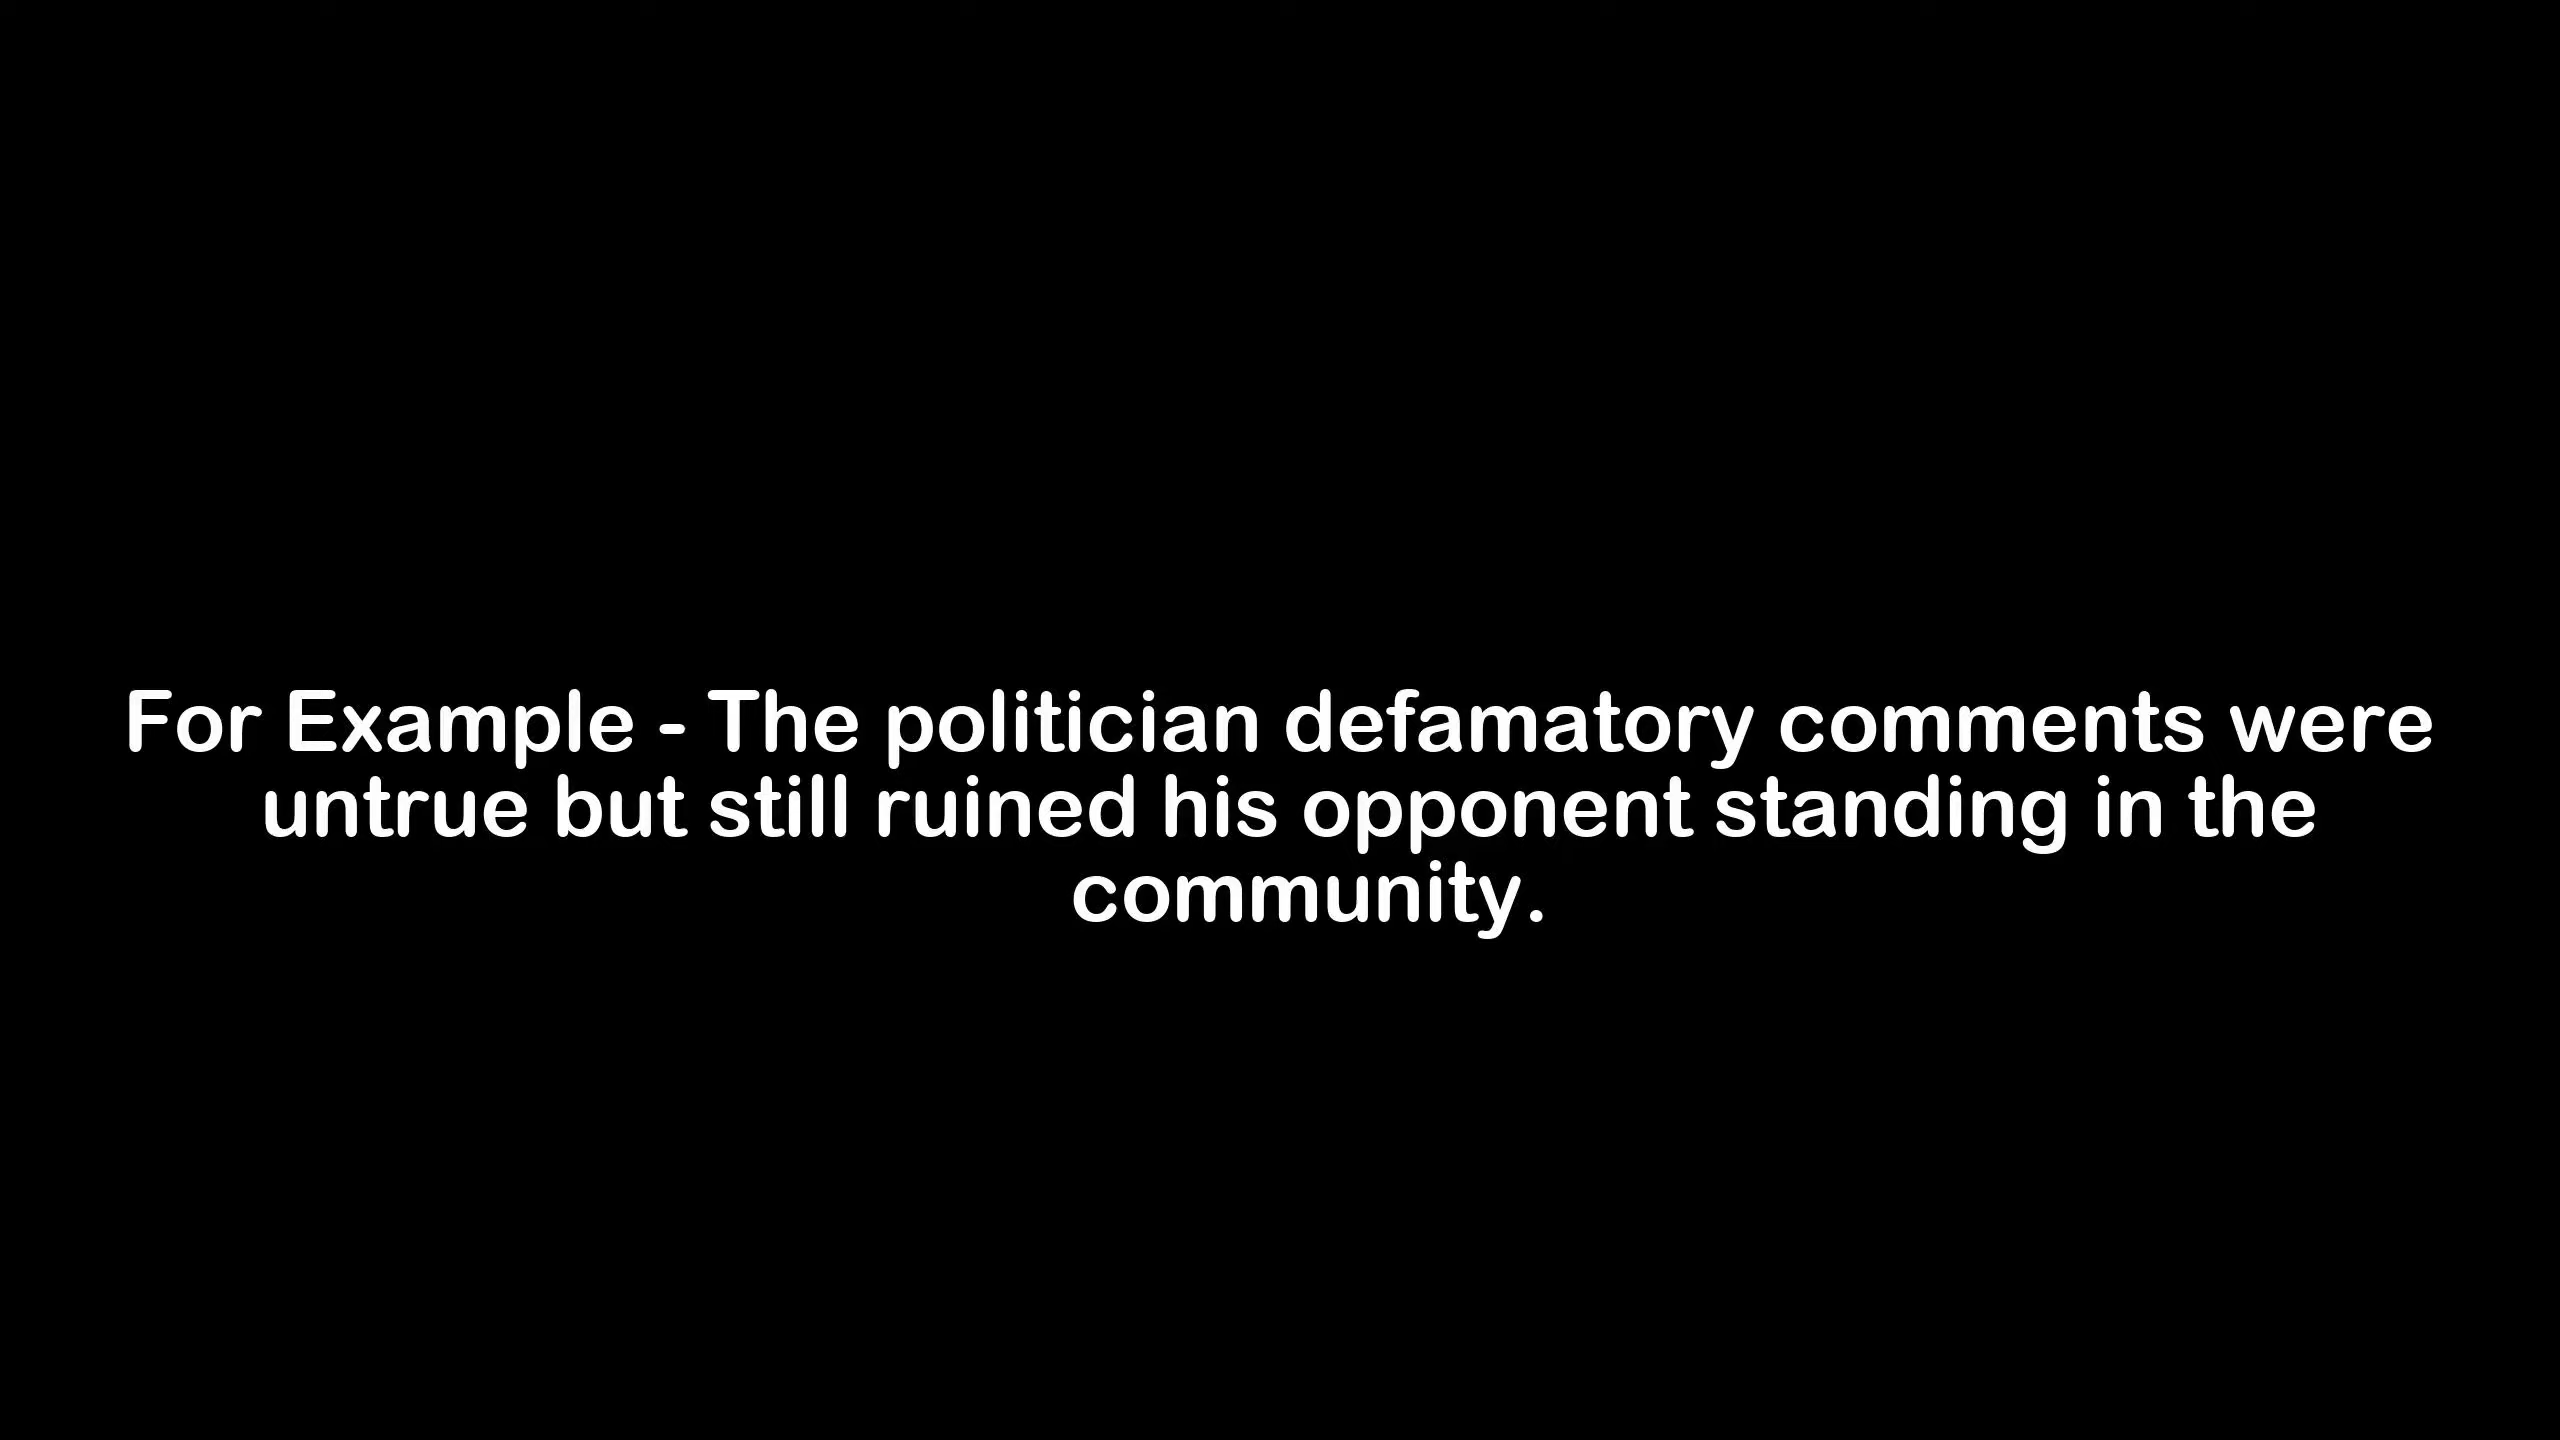 For Example - The politician defamatory comments were
untrue but still ruined his opponent standing in the
community.